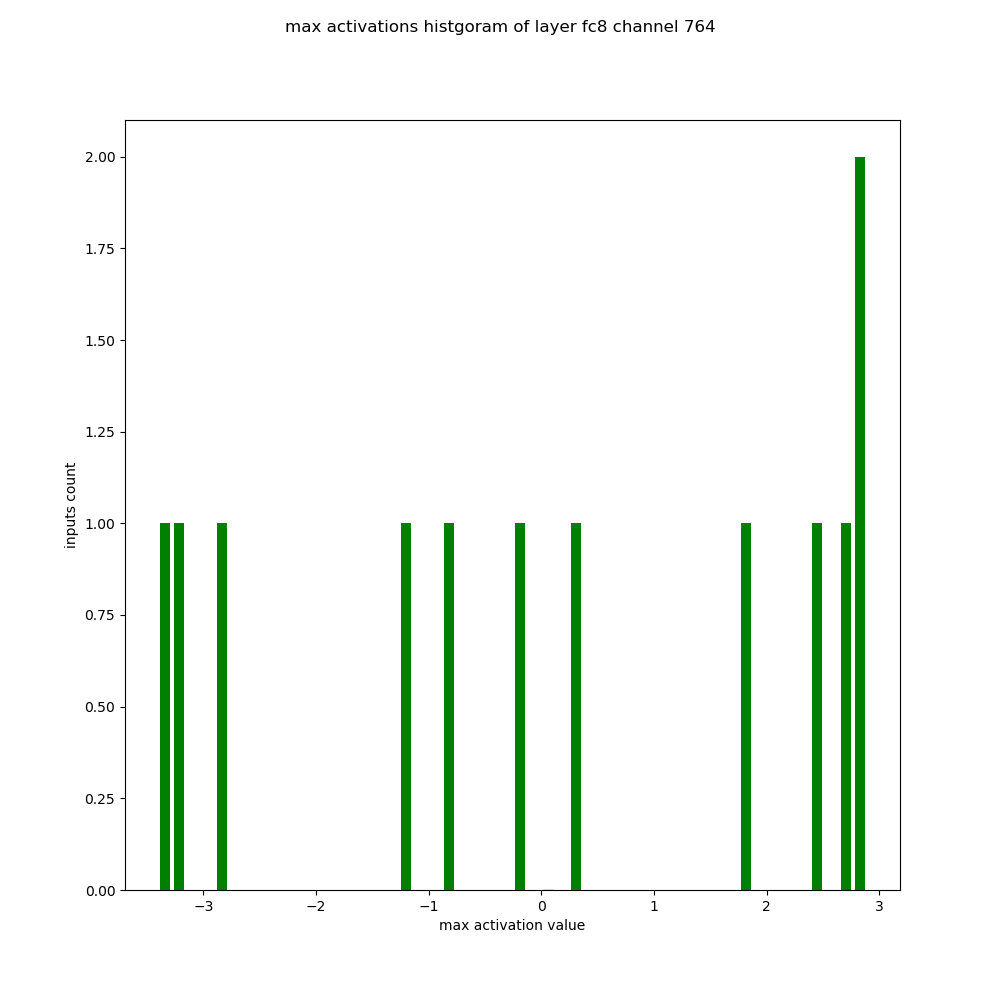 max activations histgoram of layer fc8 channel 764
2.00
1.75
1.50
1.25
1.00
0.75
0.50
0.25
0.00
inputs count
−3 −2 −1 0 1 2 3
max activation value